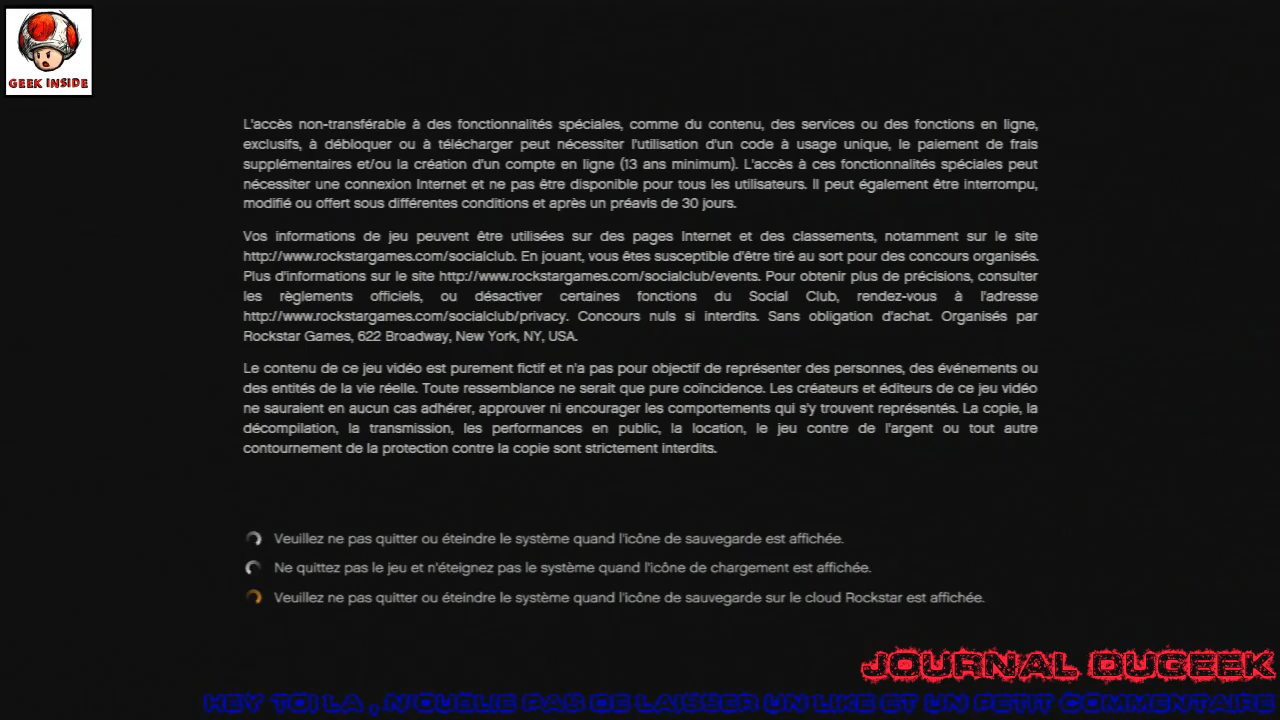 GEEK INSIDE
L'accès non-transférable à des fonctionnalités spéciales, comme du contenu, des services ou des fonctions en ligne,
exclusifs, à débloquer ou à télécharger peut nécessiter l'utilisation d'un code à usage unique, le paiement de frais
supplémentaires et/ou la création d'un compte en ligne (13 ans minimum). L'accès à ces fonctionnalités spéciales peut
nécessiter une connexion Internet et ne pas être disponible pour tous les utilisateurs. Il peut également être interrompu,
modifié ou offert sous différentes conditions et après un préavis de 30 jours.
Vos informations de jeu peuvent être utilisées sur des pages Internet et des classements, notamment sur le site
http://www.rockstargames.com/socialclub. En jouant, vous êtes susceptible d'être tiré au sort pour des concours organisés.
Plus d'informations sur le site http://www.rockstargames.com/socialclub/events. Pour obtenir plus de précisions, consulter
les règlements officiels, ou désactiver certaines fonctions du Social Club, rendez-vous à l'adresse
http://www.rockstargames.com/socialclub/privacy. Concours nuls si interdits. Sans obligation d'achat. Organisés par
Rockstar Games, 622 Broadway, New York, NY, USA.
Le contenu de ce jeu vidéo est purement fictif et n'a pas pour objectif de représenter des personnes, des événements ou
des entités de la vie réelle. Toute ressemblance ne serait que pure coïncidence. Les créateurs et éditeurs de ce jeu vidéo
ne sauraient en aucun cas adhérer, approuver ni encourager les comportements qui s'y trouvent représentés. La copie, la
décompilation, la transmission, les performances en public, la location, le jeu contre de l'argent ou tout autre
contournement de la protection contre la copie sont strictement interdits.
Veuillez ne pas quitter ou éteindre le système quand l'icône de sauvegarde est affichée.
Ne quittez pas le jeu et n'éteignez pas le système quand l'icône de chargement est affichée.
Veuillez ne pas quitter ou éteindre le système quand l'icône de sauvegarde sur le cloud Rockstar est affichée.
JOURNAL DUGEEK
HEY TOI LA , N'OUBLIE PAS DE LAISSER UN LIKE ET UN PETIT COMMENTAIRE